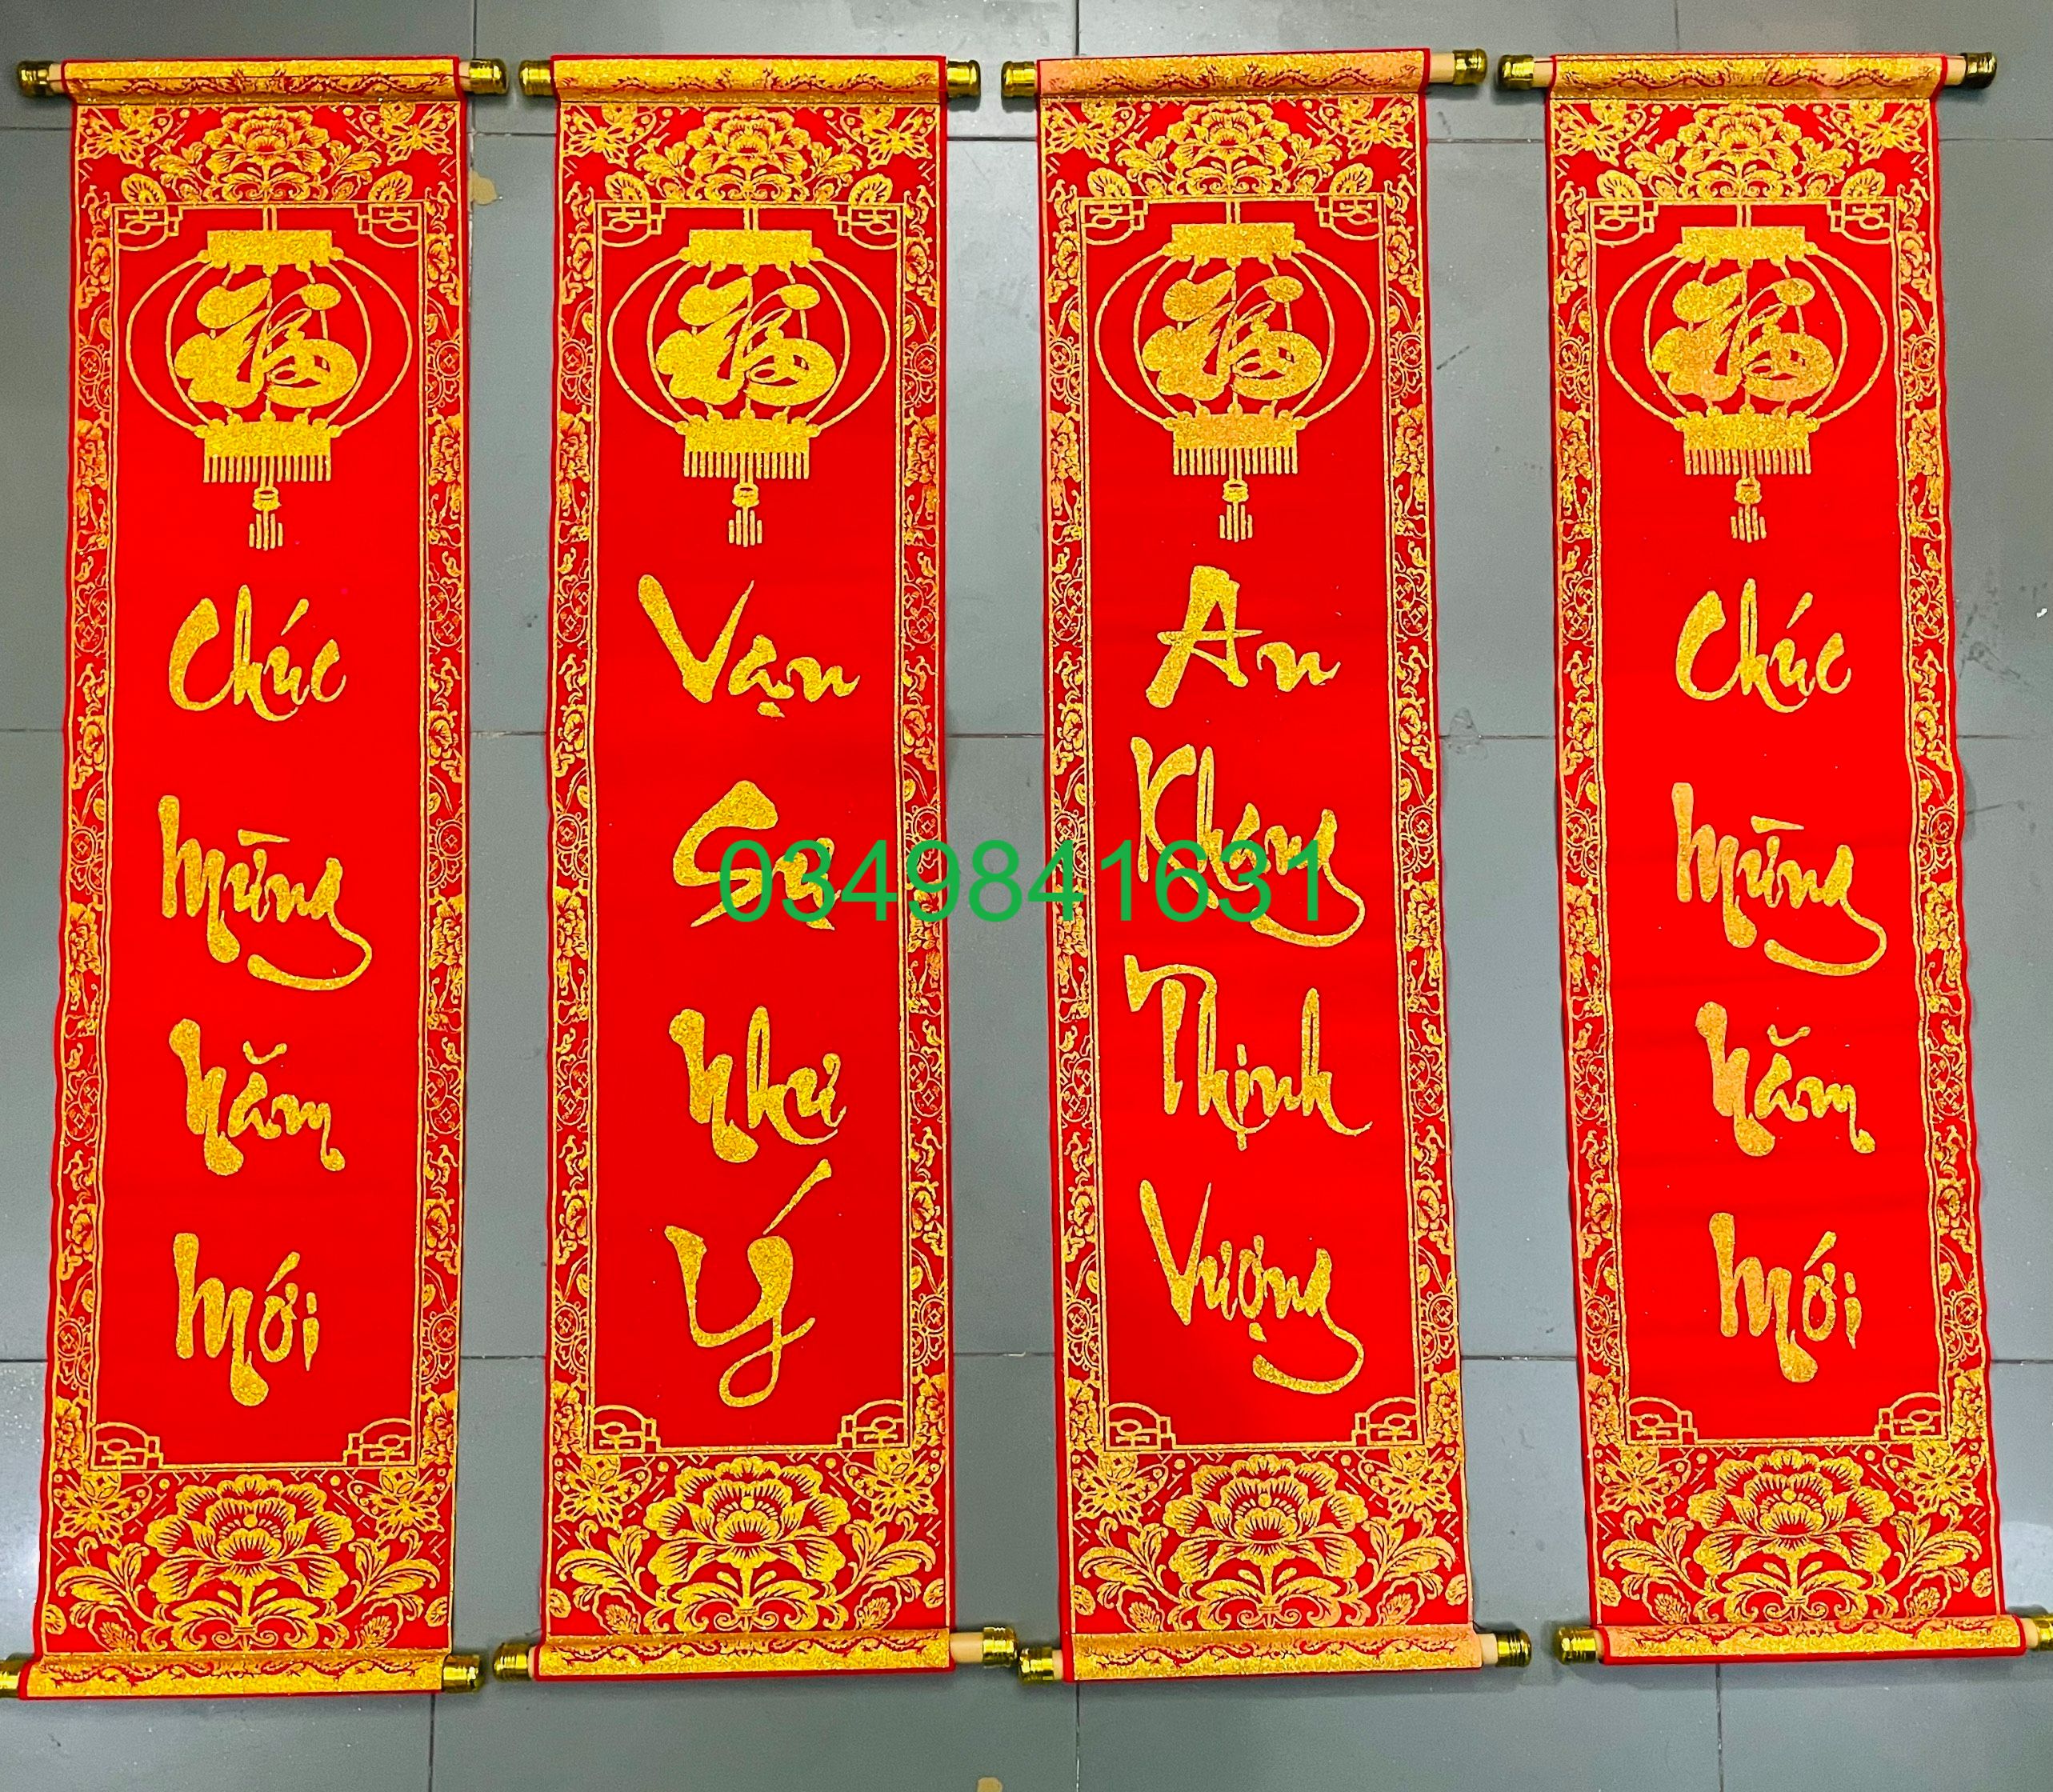 福
Chúc
Mừng
Năm
Mới
福
Vạn
Sự
Như
Ý
福
An
Khang
Thịnh
Vượng
福
Chúc
Mừng
Năm
Mới
0349841631